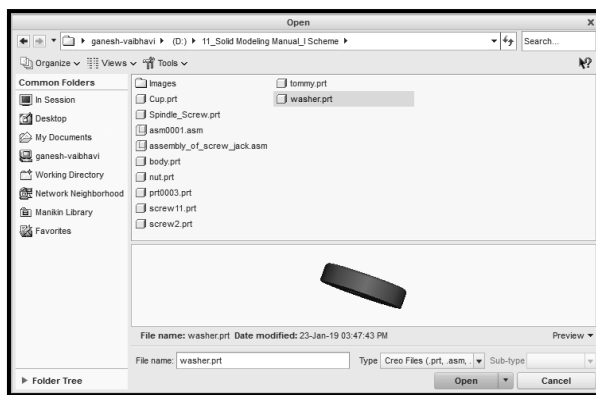 Open
ganesh-vaibhavi ▸ (D:) ▸ 11_Solid Modeling Manual_I Scheme ▸
Search...
Organize Views Tools
Common Folders
In Session
Desktop
My Documents
ganesh-vaibhavi
Working Directory
Network Neighborhood
Manikin Library
Favorites
Images
Cup.prt
Spindle_Screw.prt
asm0001.asm
assembly_of_screw_jack.asm
body.prt
nut.prt
prt0003.prt
screw11.prt
screw2.prt
tommy.prt
washer.prt
File name: washer.prt Date modified: 23-Jan-19 03:47:43 PM
Preview
File name: washer.prt
Type Creo Files (.prt, .asm, .
Sub-type
Folder Tree
Open
Cancel